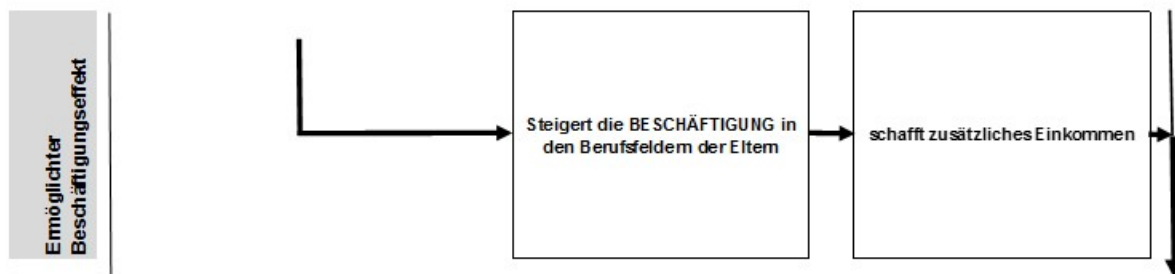 Ermöglichter
Beschäftigungseffekt
Steigert die BESCHÄFTIGUNG in
den Berufsfeldern der Eltern
schafft zusätzliches Einkommen